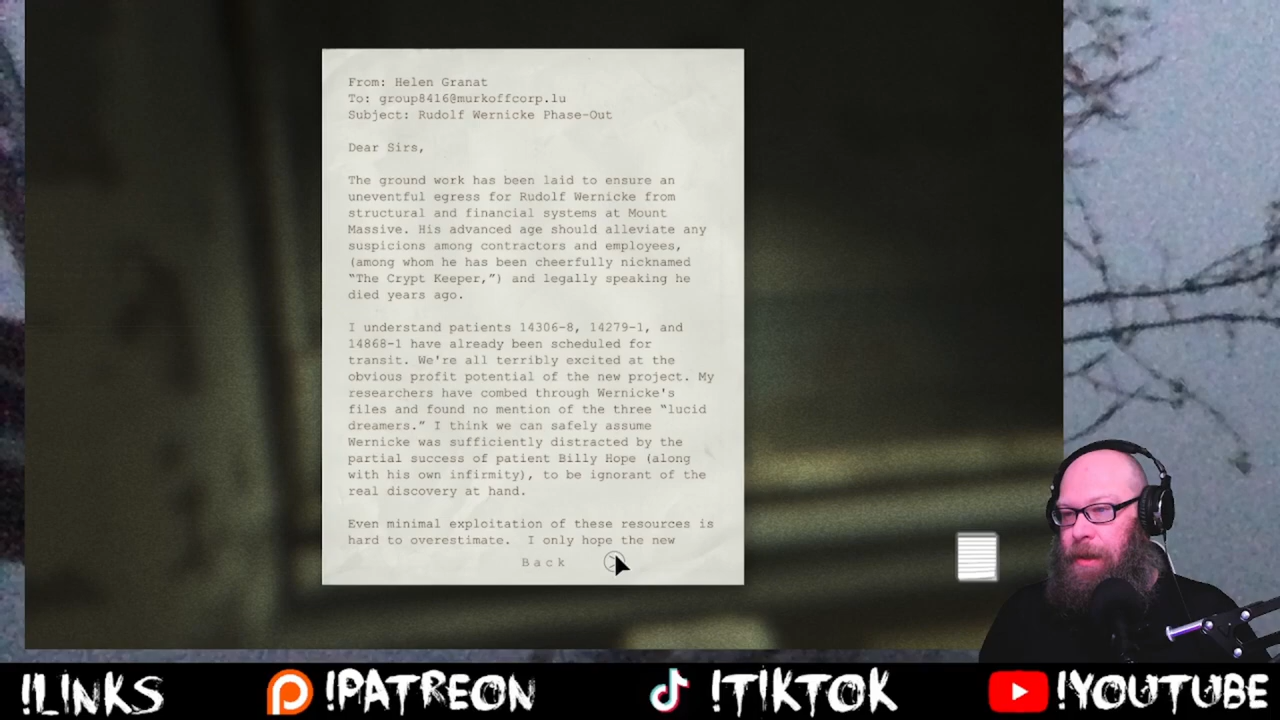 From: Helen Granat
To: group8416@murkoffcorp.lu
Subject: Rudolf Wernicke Phase-Out
Dear Sirs,
The ground work has been laid to ensure an
uneventful egress for Rudolf Wernicke from
structural and financial systems at Mount
Massive. His advanced age should alleviate any
suspicions among contractors and employees,
(among whom he has been cheerfully nicknamed
“The Crypt Keeper,”) and legally speaking he
died years ago.
I understand patients 14306-8, 14279-1, and
14868-1 have already been scheduled for
transit. We're all terribly excited at the
obvious profit potential of the new project. My
researchers have combed through Wernicke's
files and found no mention of the three “lucid
dreamers.” I think we can safely assume
Wernicke was sufficiently distracted by the
partial success of patient Billy Hope (along
with his own infirmity), to be ignorant of the
real discovery at hand.
Even minimal exploitation of these resources is
hard to overestimate.  I only hope the new
Back
!LINKS !PATREON !TIKTOK !YOUTUBE